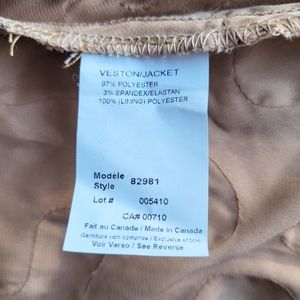 VESTON/JACKET
97% POLYESTER
3% SPANDEX/ELASTAN
100% (LINING) POLYESTER
Modèle
Style 82981
Lot # 005410
CA# 00710
Fait au Canada / Made in Canada
Garniture non comprise / Exclusive of trim
Voir Verso / See Reverse